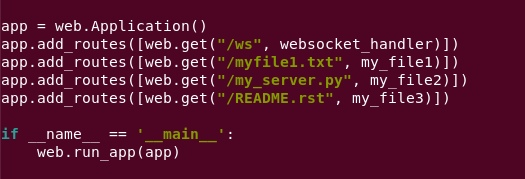 app = web.Application()
app.add_routes([web.get("/ws", websocket_handler)])
app.add_routes([web.get("/myfile1.txt", my_file1)])
app.add_routes([web.get("/my_server.py", my_file2)])
app.add_routes([web.get("/README.rst", my_file3)])

if __name__ == '__main__':
    web.run_app(app)